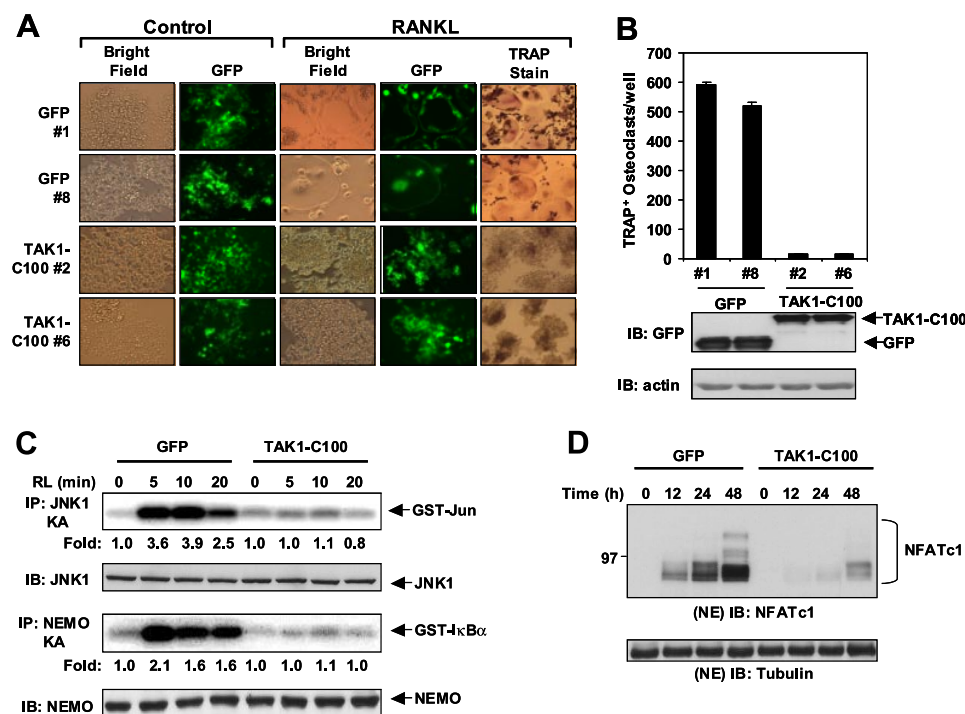 A
Control
RANKL
Bright Field
GFP
Bright Field
GFP
TRAP Stain
GFP #1
GFP #8
TAK1-C100 #2
TAK1-C100 #6
B
TRAP+ Osteoclasts/well
700
600
500
400
300
200
100
0
#1 #8 #2 #6
GFP TAK1-C100
IB: GFP
TAK1-C100
GFP
IB: actin
C
GFP TAK1-C100
RL (min) 0 5 10 20 0 5 10 20
IP: JNK1 KA
GST-Jun
Fold: 1.0 3.6 3.9 2.5 1.0 1.0 1.1 0.8
IB: JNK1
JNK1
IP: NEMO KA
GST-IκBα
Fold: 1.0 2.1 1.6 1.6 1.0 1.0 1.1 1.0
IB: NEMO
NEMO
D
GFP TAK1-C100
Time (h) 0 12 24 48 0 12 24 48
97
NFATc1
(NE) IB: NFATc1
(NE) IB: Tubulin